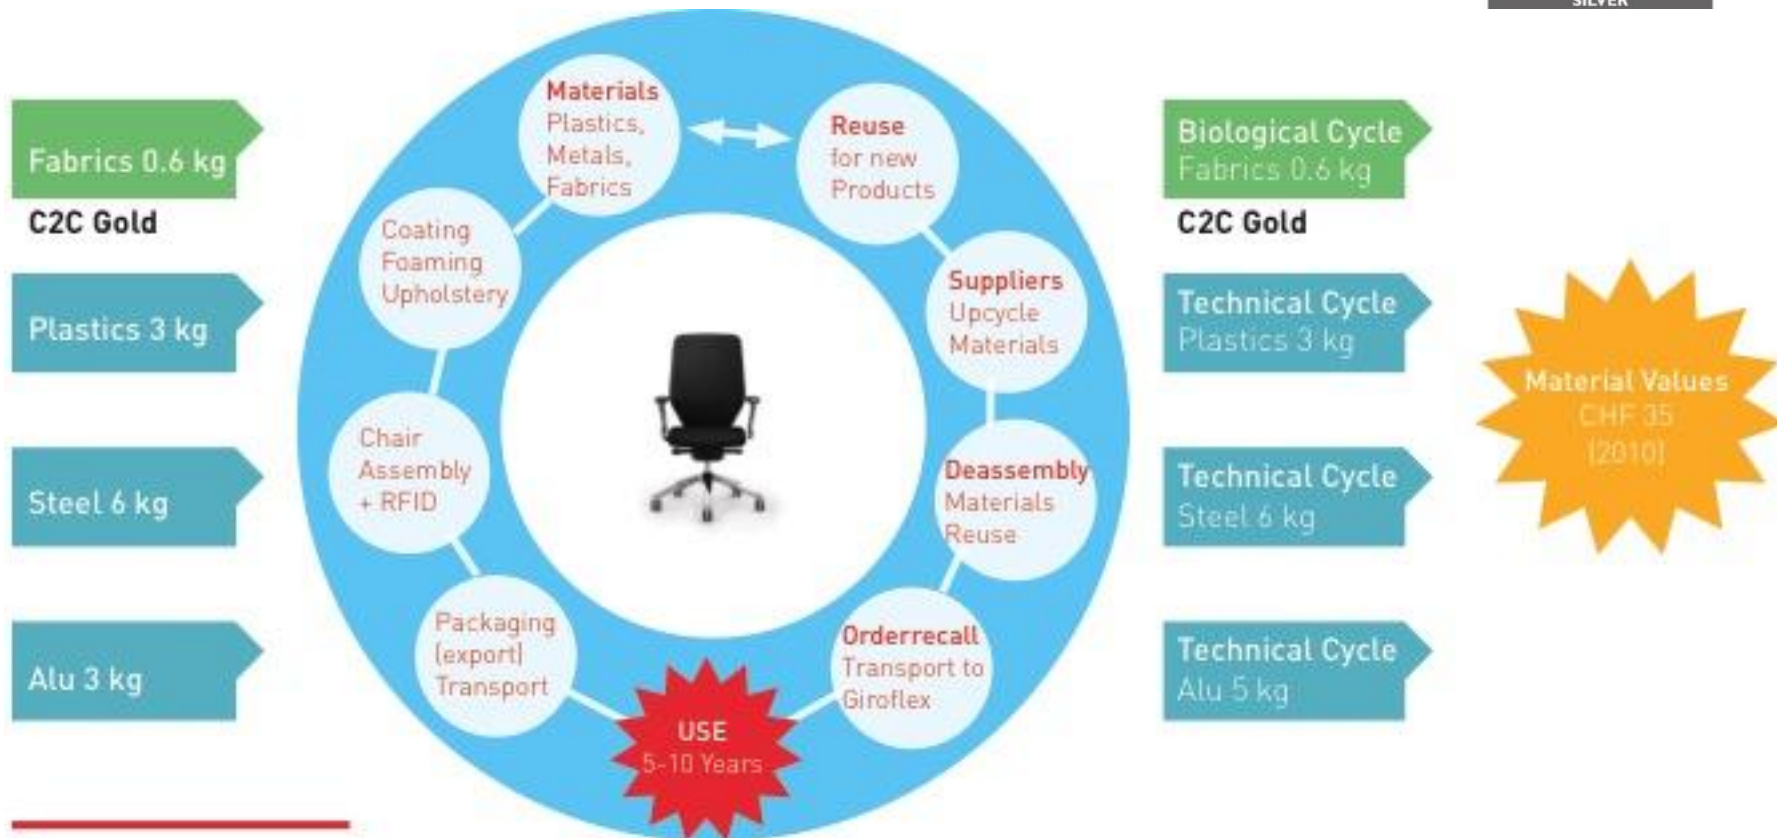 SILVER
Fabrics 0.6 kg
C2C Gold
Plastics 3 kg
Steel 6 kg
Alu 3 kg
Materials
Plastics,
Metals,
Fabrics
Coating
Foaming
Upholstery
Chair
Assembly
+ RFID
Packaging
(export)
Transport
USE
5-10 Years
Orderrecall
Transport to
Giroflex
Deassembly
Materials
Reuse
Suppliers
Upcycle
Materials
Reuse
for new
Products
Biological Cycle
Fabrics 0.6 kg
C2C Gold
Technical Cycle
Plastics 3 kg
Technical Cycle
Steel 6 kg
Technical Cycle
Alu 5 kg
Material Values
CHF 35
(2010)